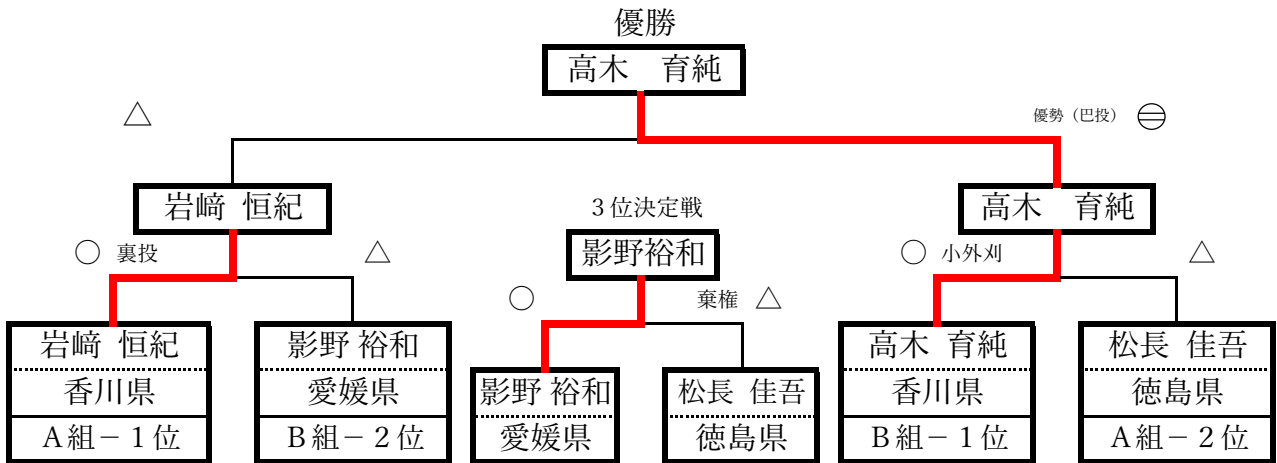 優勝
高木　育純
△
優勢（巴投）
岩﨑 恒紀
３位決定戦
高木　育純
○ 裏投 △
影野裕和
○ 小外刈 △
○ 棄権 △
岩﨑 恒紀
影野 裕和
高木 育純
松長 佳吾
香川県
愛媛県
影野 裕和
松長 佳吾
香川県
徳島県
Ａ組－１位
Ｂ組－２位
愛媛県
徳島県
Ｂ組－１位
Ａ組－２位